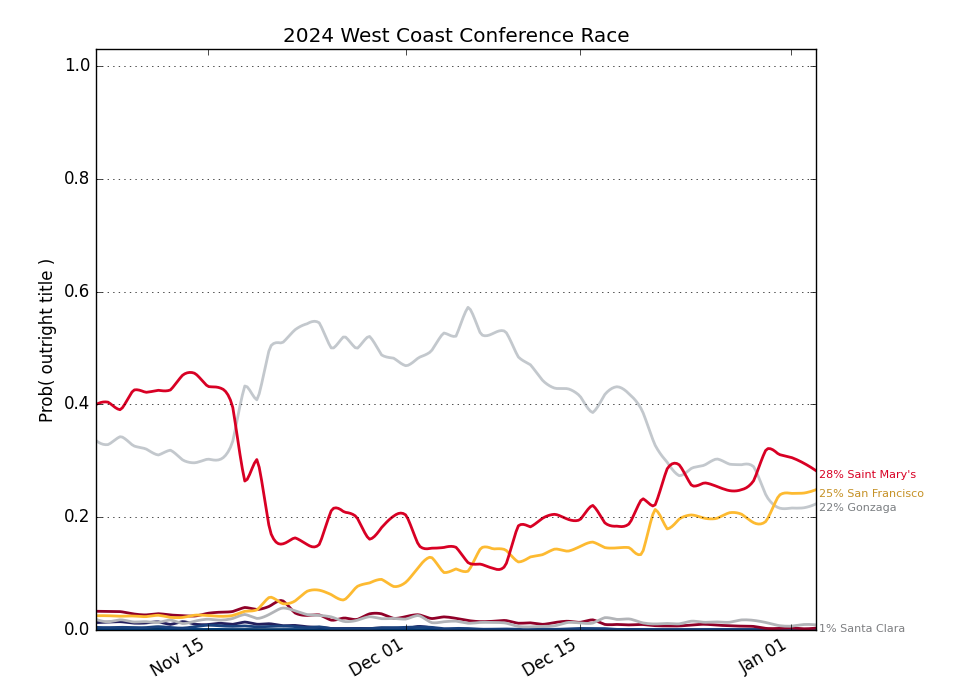 2024 West Coast Conference Race
1.0
0.8
0.6
0.4
0.2
0.0
Prob( outright title )
28% Saint Mary's
25% San Francisco
22% Gonzaga
1% Santa Clara
Nov 15
Dec 01
Dec 15
Jan 01